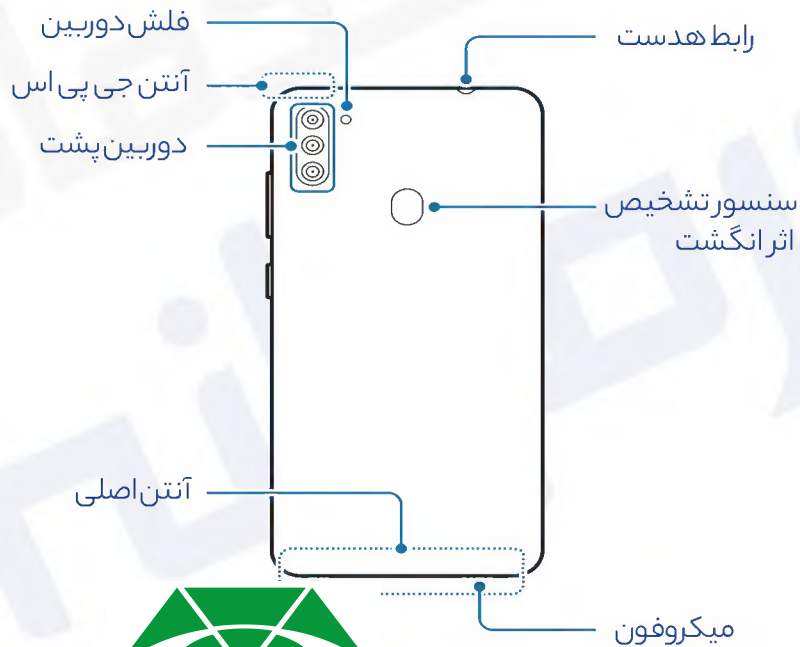 فلش دوربین
رابط هدست
آنتن جی پی اس
دوربین پشت
سنسور تشخیص
اثر انگشت
آنتن اصلی
میکروفون